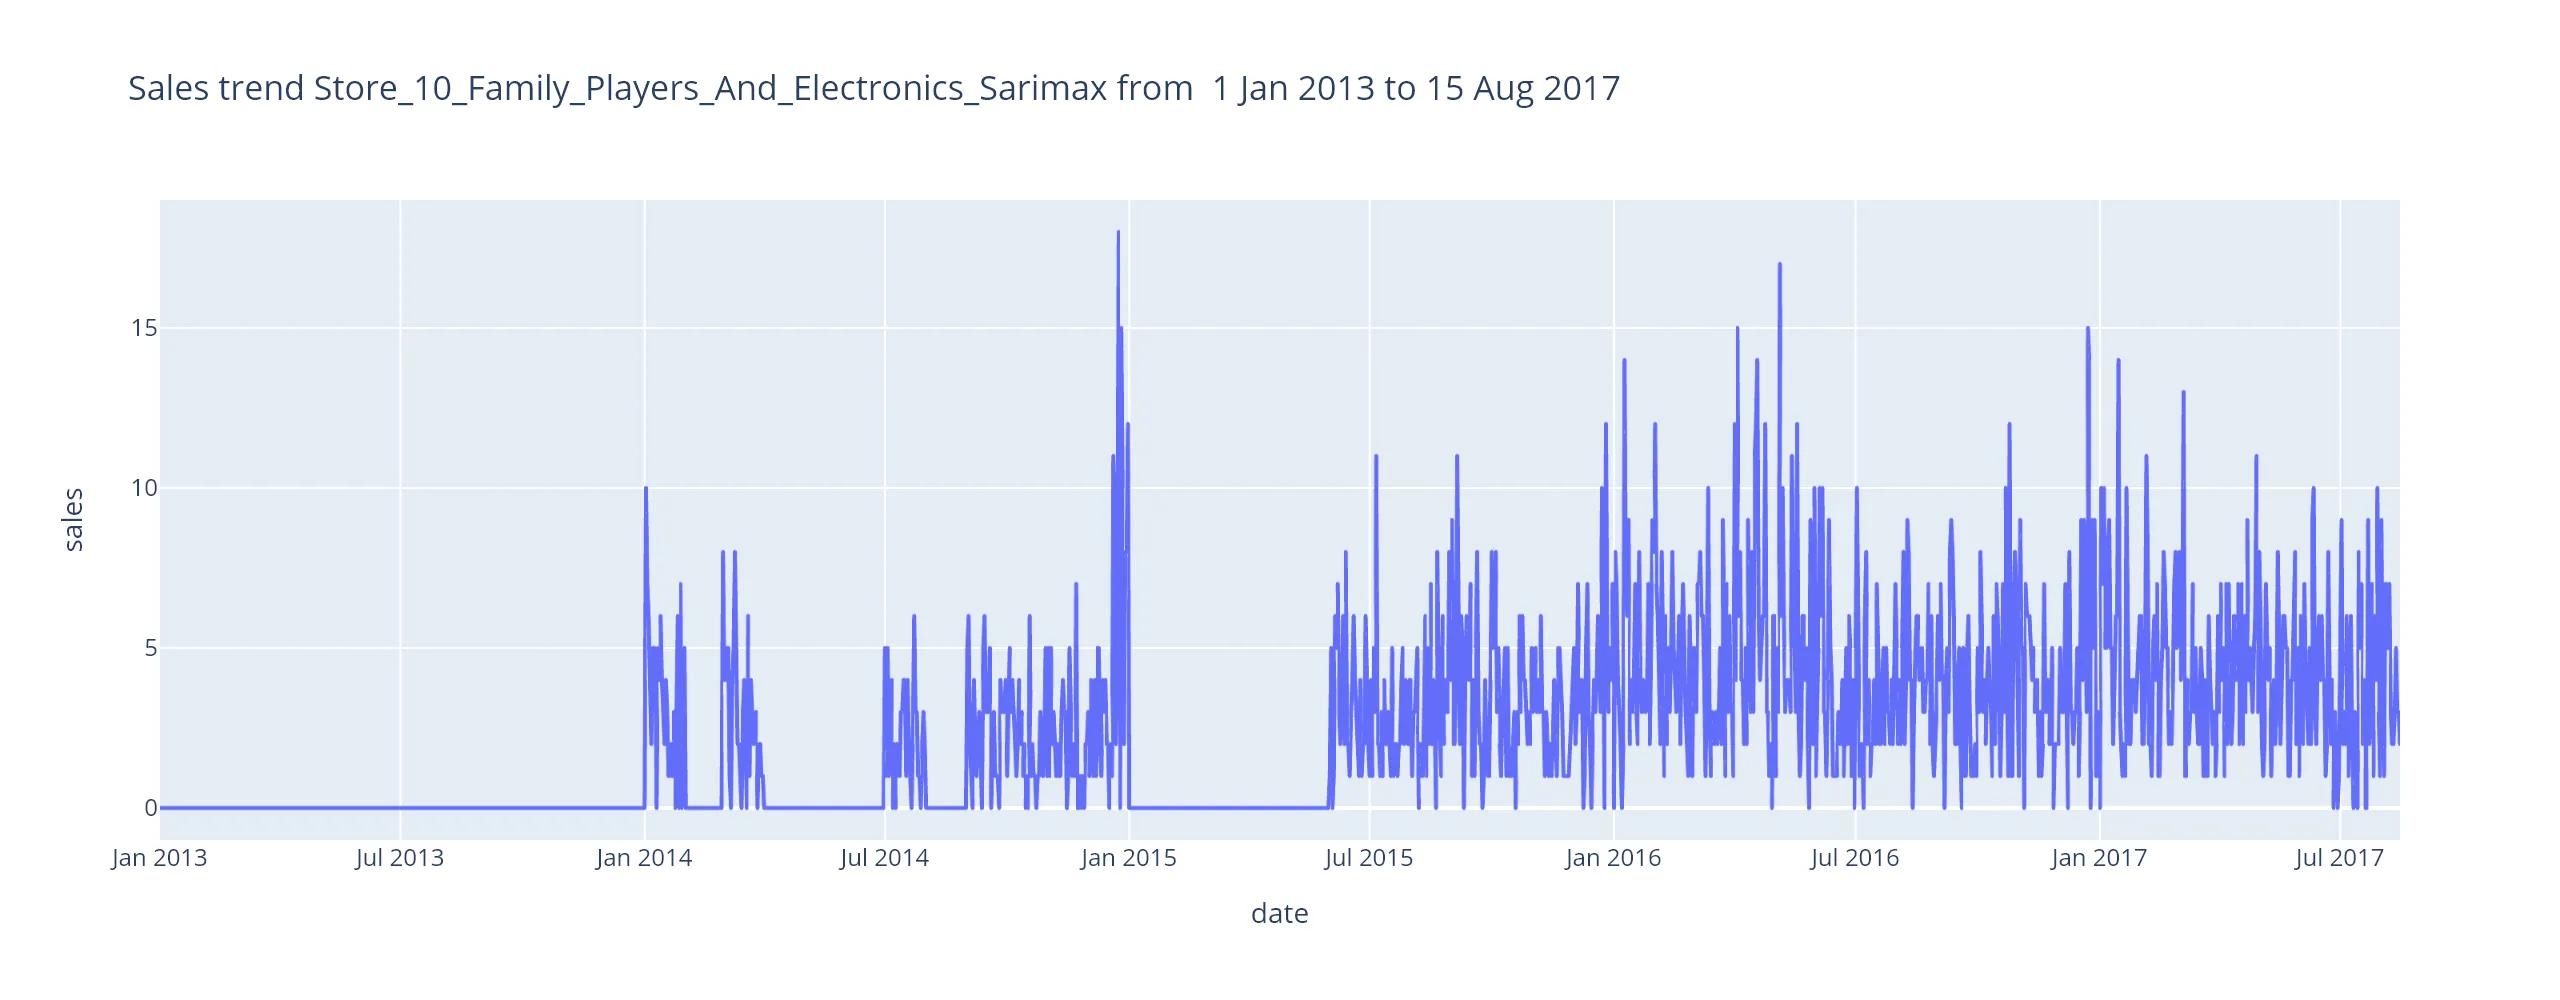 Sales trend Store_10_Family_Players_And_Electronics_Sarimax from  1 Jan 2013 to 15 Aug 2017
15
10
5
0
sales
Jan 2013
Jul 2013
Jan 2014
Jul 2014
Jan 2015
Jul 2015
Jan 2016
Jul 2016
Jan 2017
Jul 2017
date